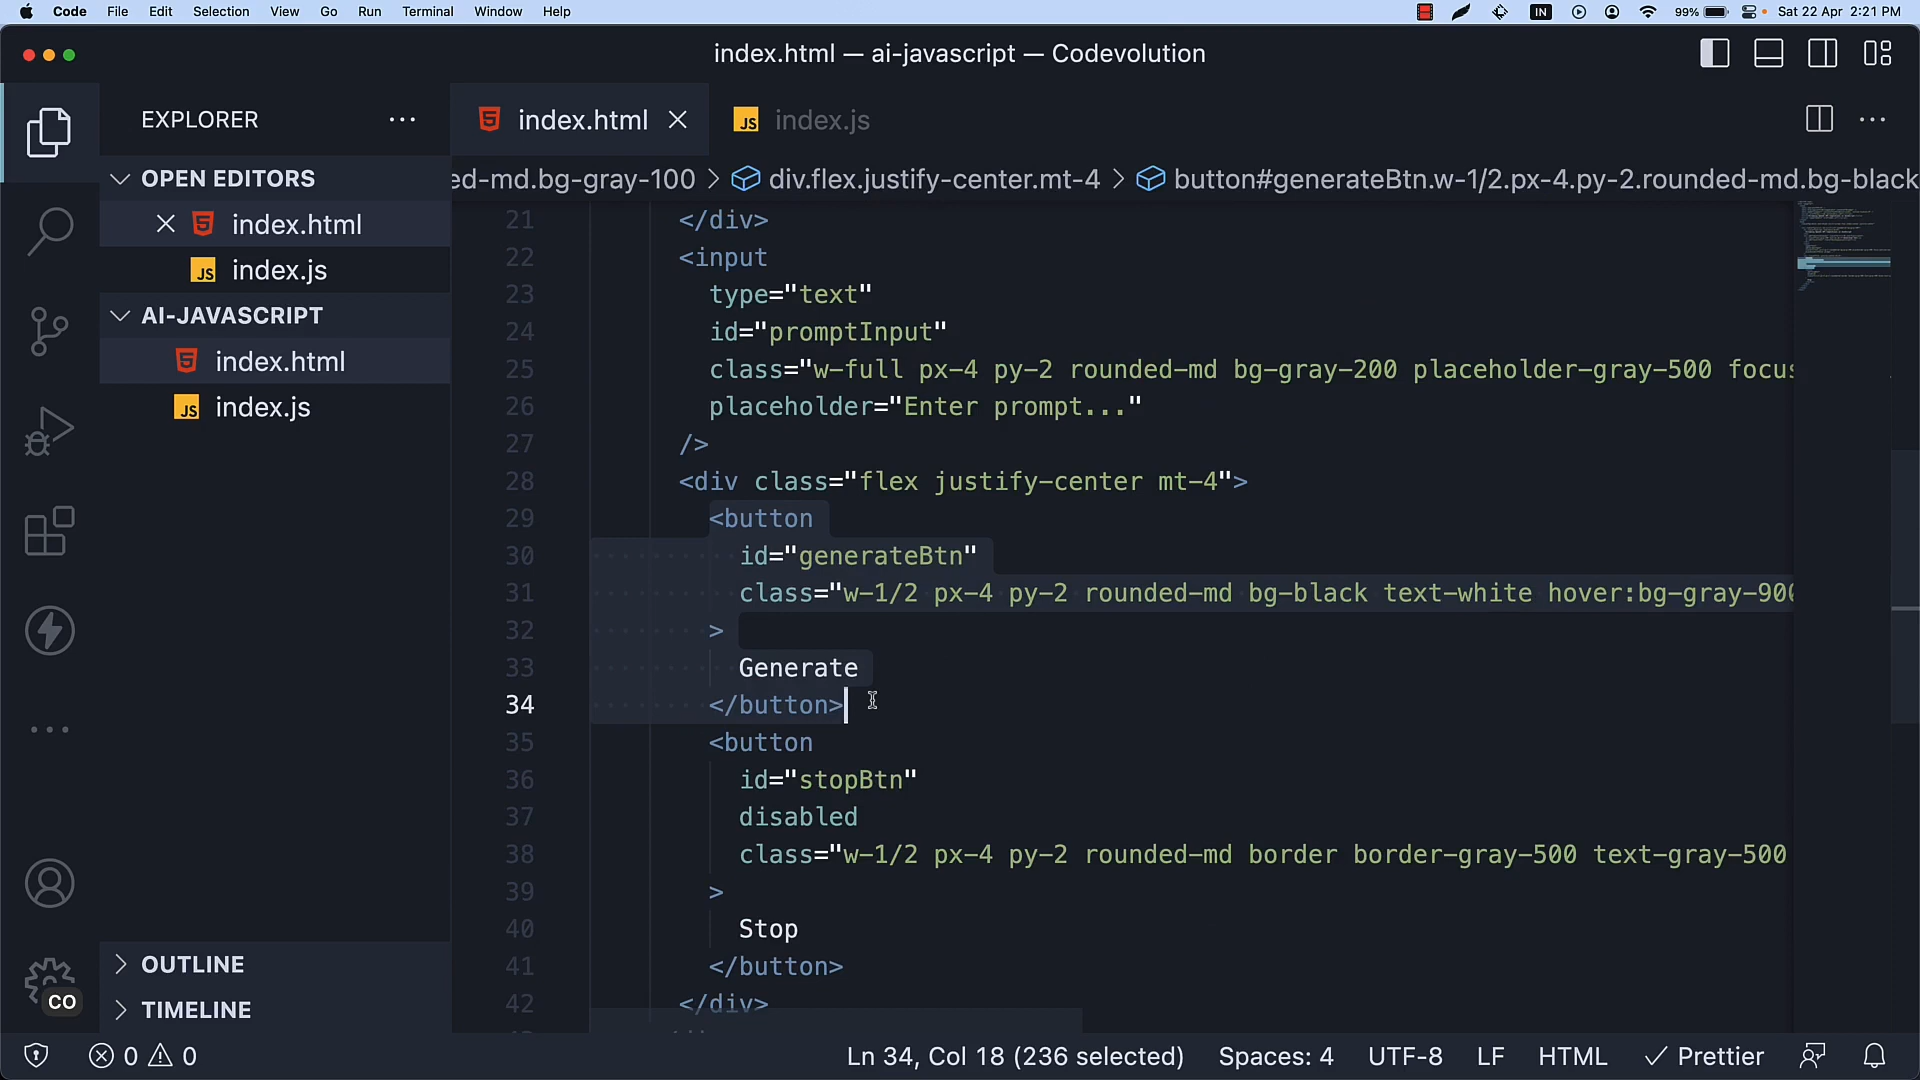 Code File Edit Selection View Go Run Terminal Window Help IN 99% Sat 22 Apr 2:21 PM
index.html — ai-javascript — Codevolution
EXPLORER
index.html
JS index.js
OPEN EDITORS
index.html
JS index.js
AI-JAVASCRIPT
index.html
JS index.js
OUTLINE
TIMELINE
CO
ed-md.bg-gray-100 > div.flex.justify-center.mt-4 > button#generateBtn.w-1/2.px-4.py-2.rounded-md.bg-black
21 </div>
22 <input
23 type="text"
24 id="promptInput"
25 class="w-full px-4 py-2 rounded-md bg-gray-200 placeholder-gray-500 focus
26 placeholder="Enter prompt..."
27 />
28 <div class="flex justify-center mt-4">
29 <button
30 id="generateBtn"
31 class="w-1/2 px-4 py-2 rounded-md bg-black text-white hover:bg-gray-900
32 >
33 Generate
34 </button>
35 <button
36 id="stopBtn"
37 disabled
38 class="w-1/2 px-4 py-2 rounded-md border border-gray-500 text-gray-500
39 >
40 Stop
41 </button>
42 </div>
0 0 Ln 34, Col 18 (236 selected) Spaces: 4 UTF-8 LF HTML Prettier